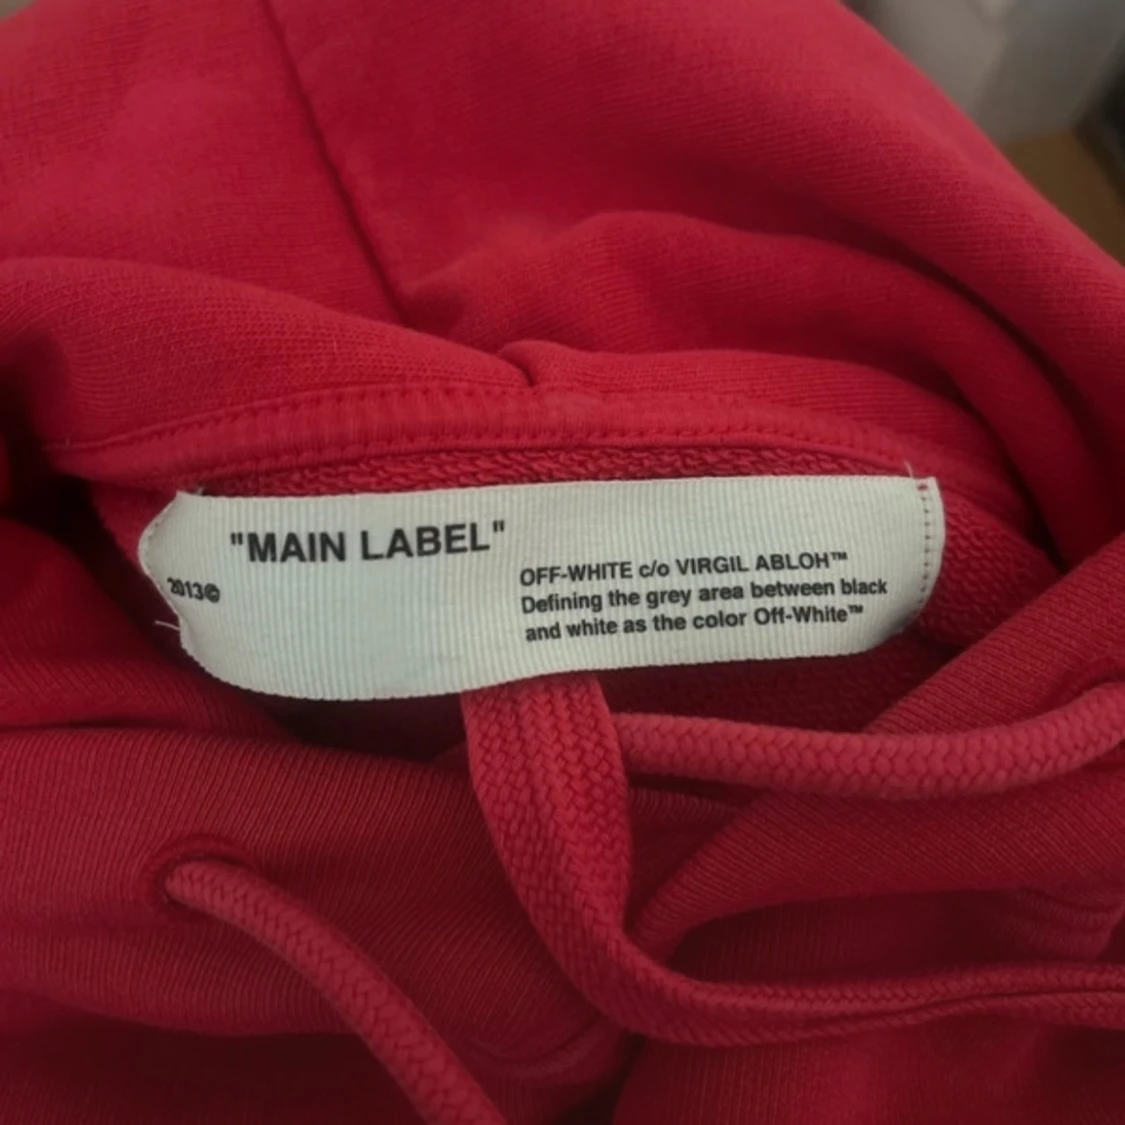 "MAIN LABEL"
2013©
OFF-WHITE c/o VIRGIL ABLOH™
Defining the grey area between black
and white as the color Off-White™